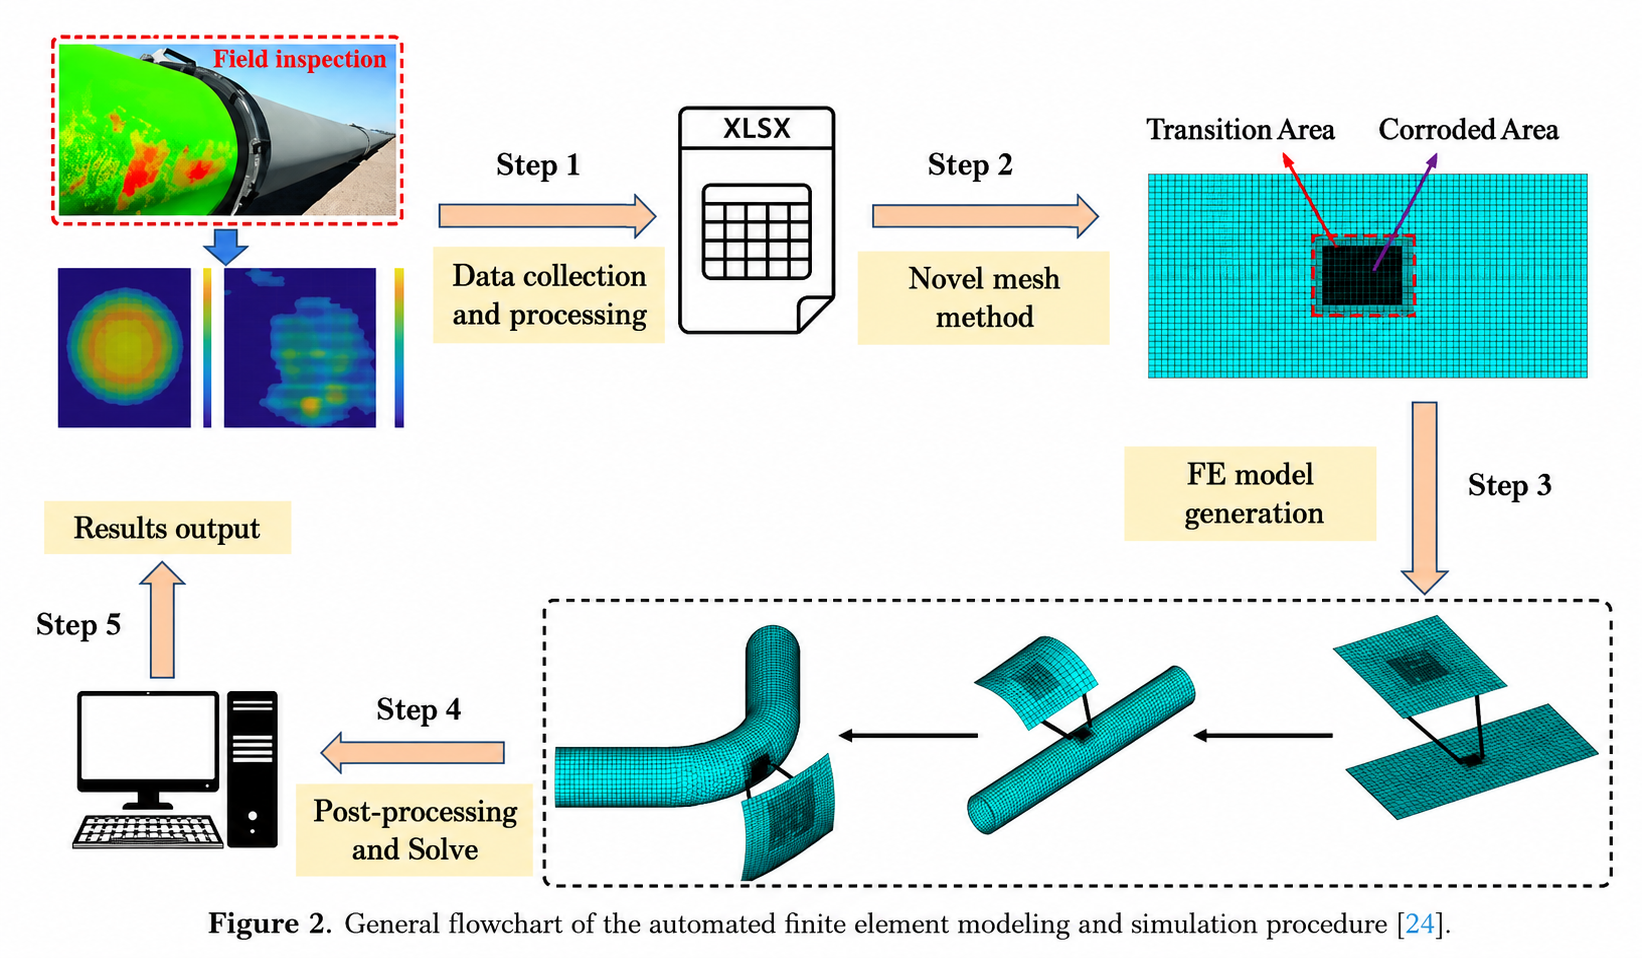 Field inspection
Step 1
Data collection
and processing
XLSX
Step 2
Novel mesh
method
Transition Area
Corroded Area
FE model
generation
Step 3
Step 4
Post-processing
and Solve
Step 5
Results output
Figure 2. General flowchart of the automated finite element modeling and simulation procedure [24].